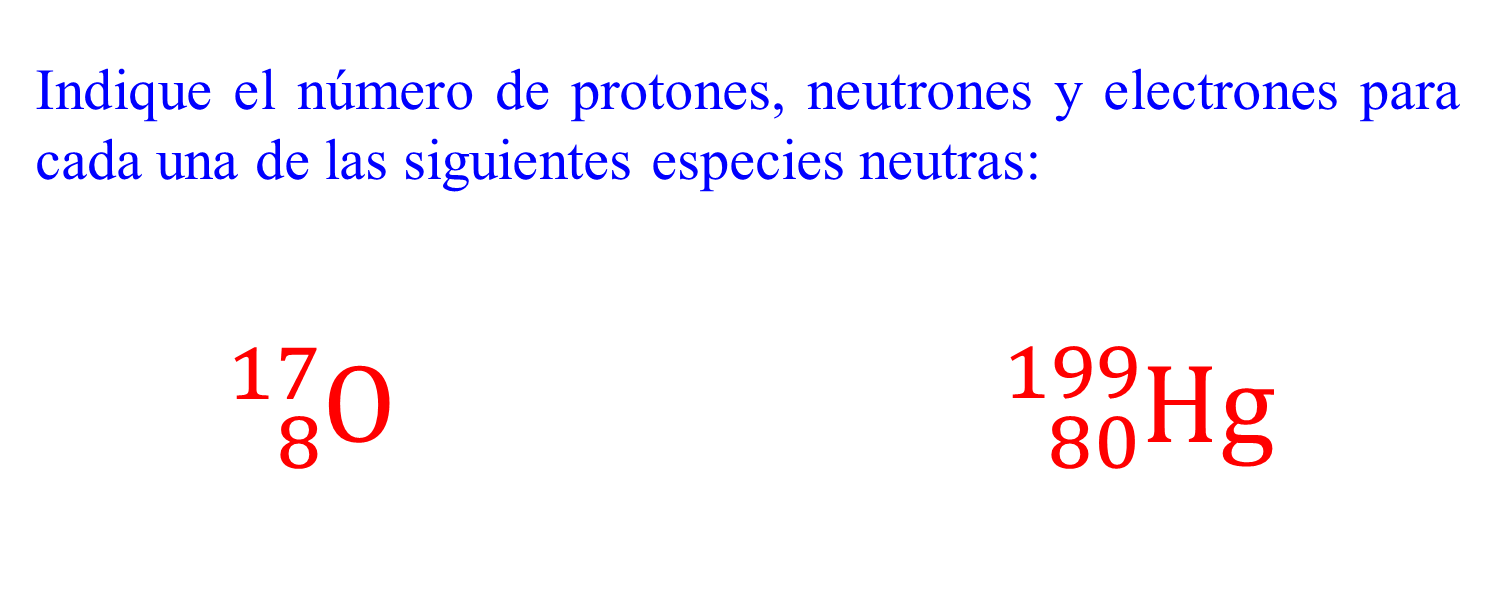 Indique el número de protones, neutrones y electrones para
cada una de las siguientes especies neutras:
¹⁷₈O ¹⁹⁹₈₀Hg